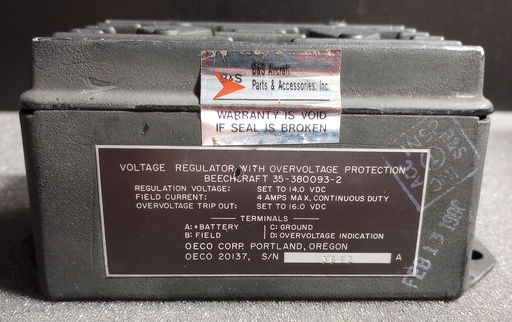 B&S
B&S Aircraft
Parts & Accessories, Inc.
WARRANTY IS VOID
IF SEAL IS BROKEN
VOLTAGE REGULATOR WITH OVERVOLTAGE PROTECTION
BEECHCRAFT 35-380093-2
REGULATION VOLTAGE: SET TO 14.0 VDC
FIELD CURRENT: 4 AMPS MAX, CONTINUOUS DUTY
OVERVOLTAGE TRIP OUT: SET TO 16.0 VDC
TERMINALS
A: +BATTERY C: GROUND
B: FIELD D: OVERVOLTAGE INDICATION
OECO CORP. PORTLAND, OREGON
OECO 20137, S/N 3842 A
FEB 13